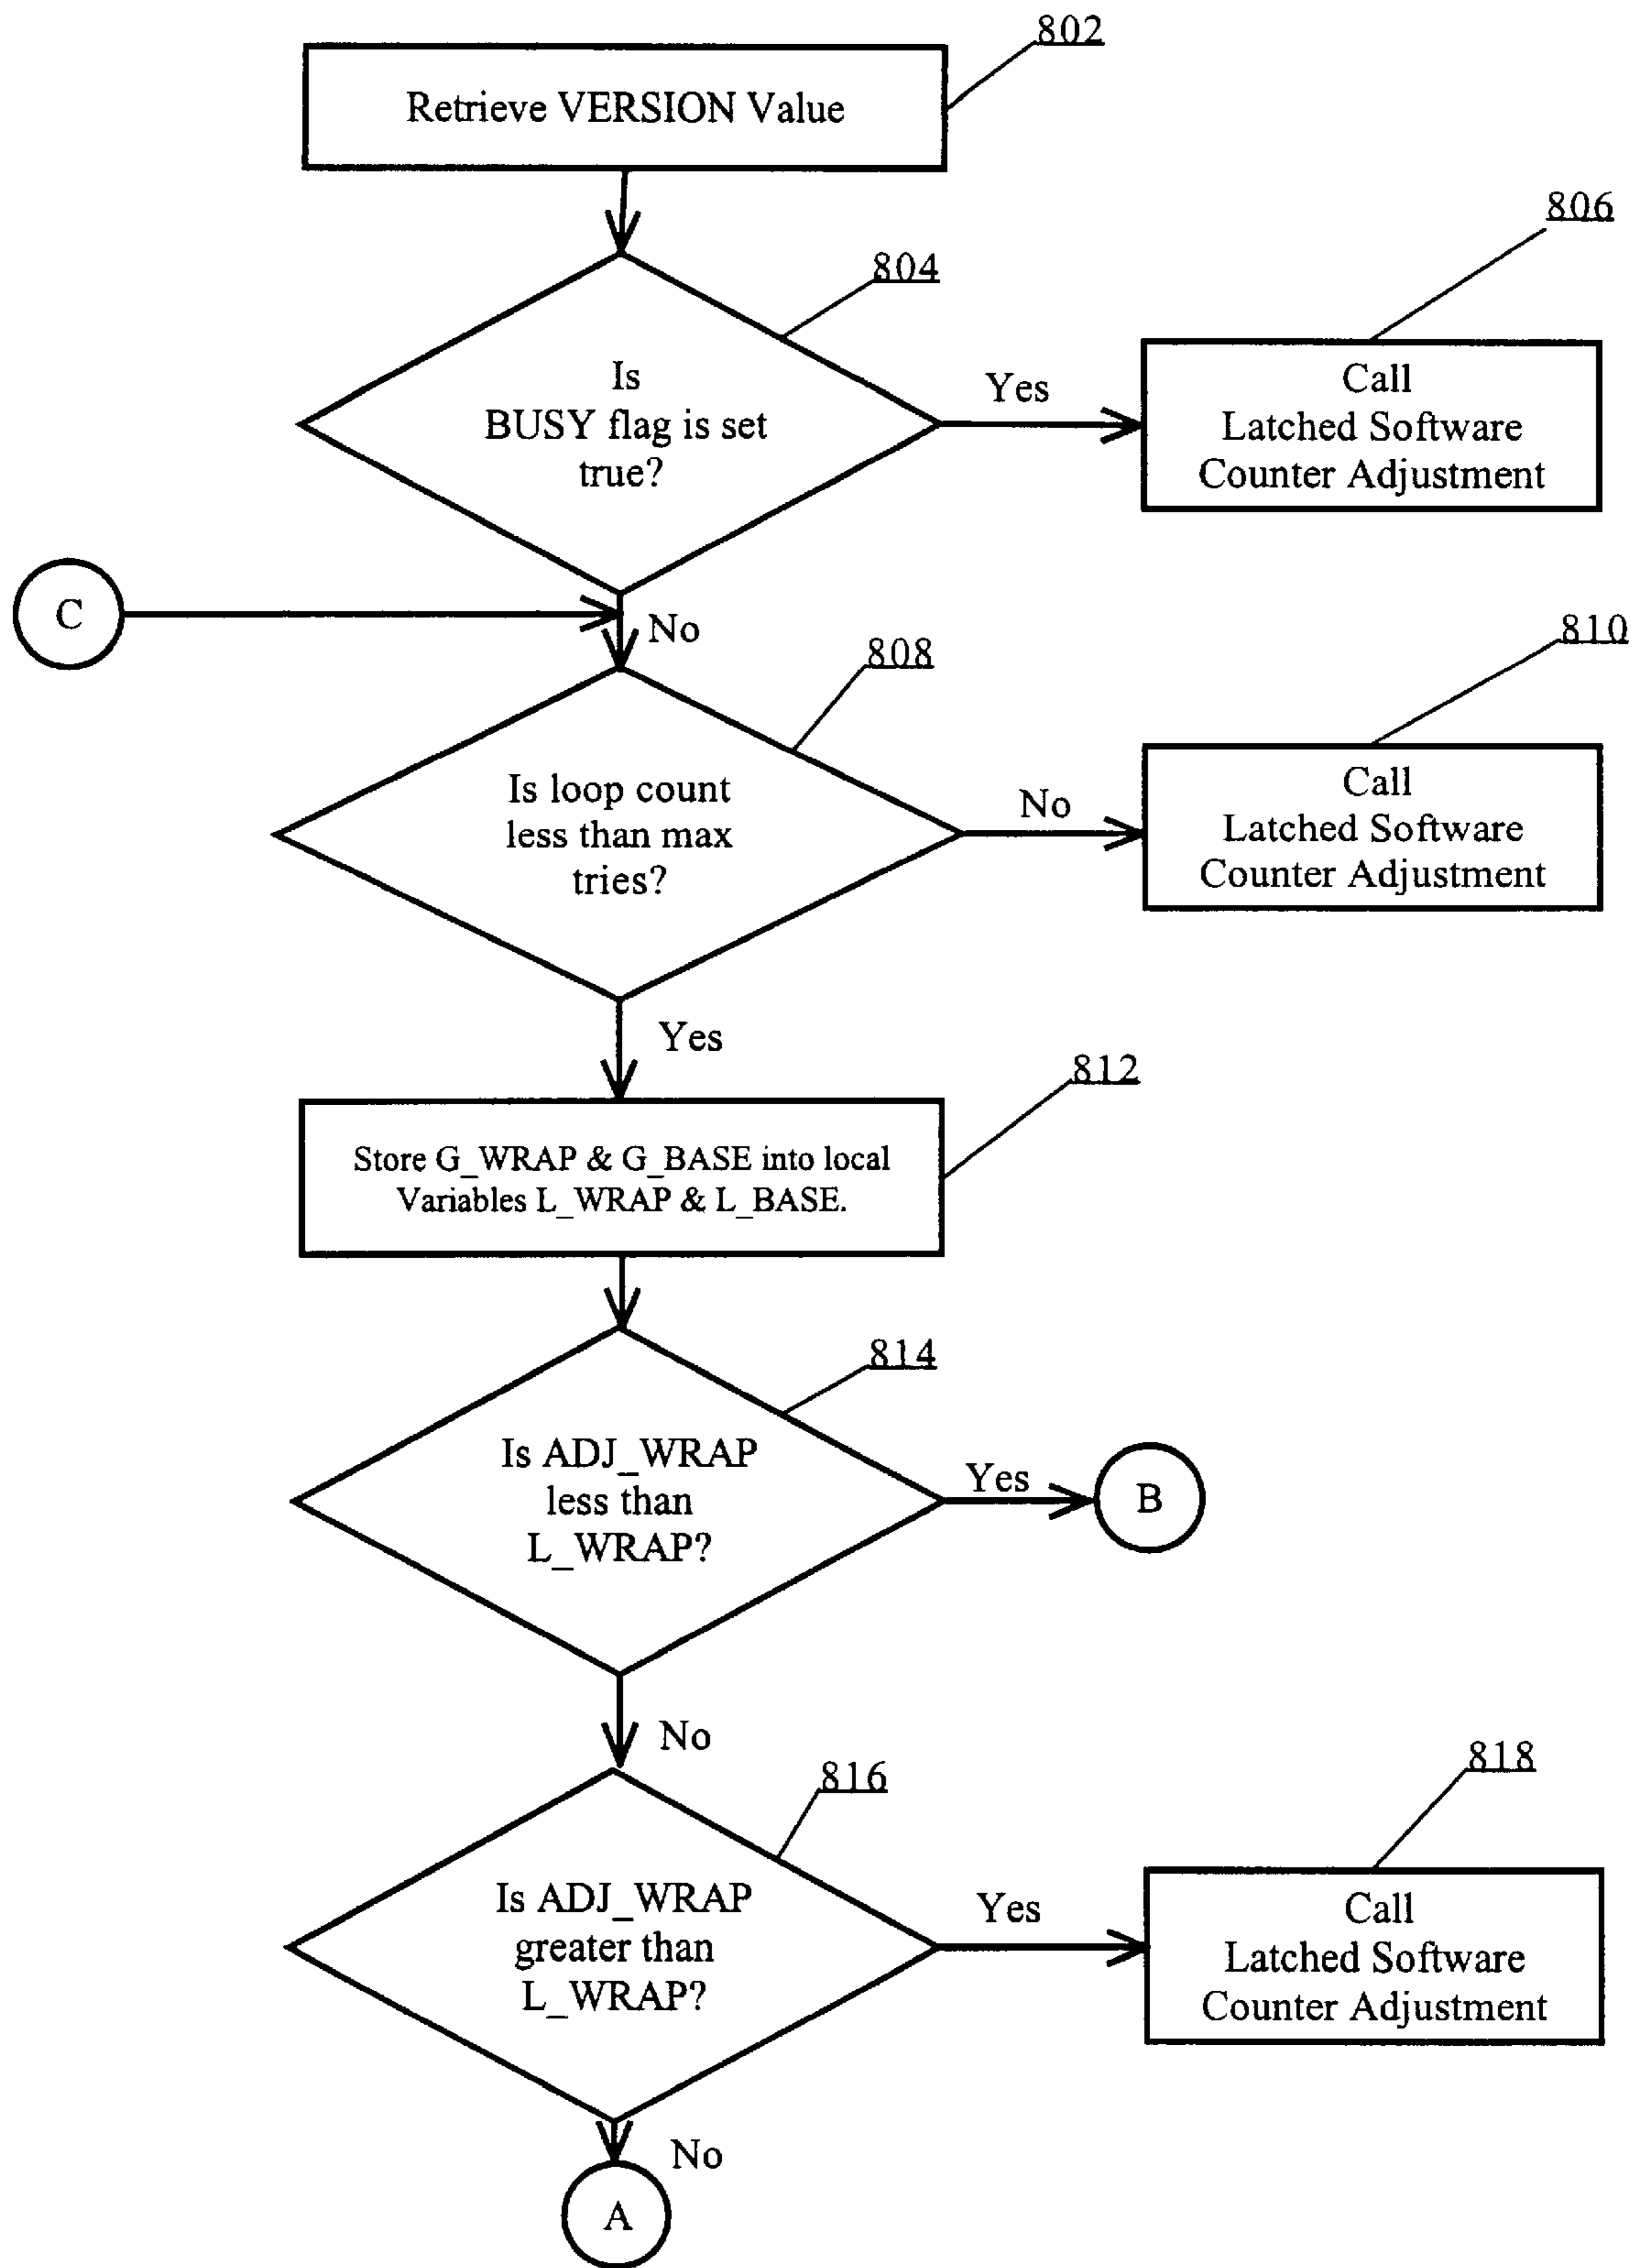 802
Retrieve VERSION Value
804
Is
BUSY flag is set
true?
Yes
806
Call
Latched Software
Counter Adjustment
C
No
808
Is loop count
less than max
tries?
No
810
Call
Latched Software
Counter Adjustment
Yes
812
Store G_WRAP & G_BASE into local
Variables L_WRAP & L_BASE.
814
Is ADJ_WRAP
less than
L_WRAP?
Yes
B
No
816
Is ADJ_WRAP
greater than
L_WRAP?
Yes
818
Call
Latched Software
Counter Adjustment
No
A